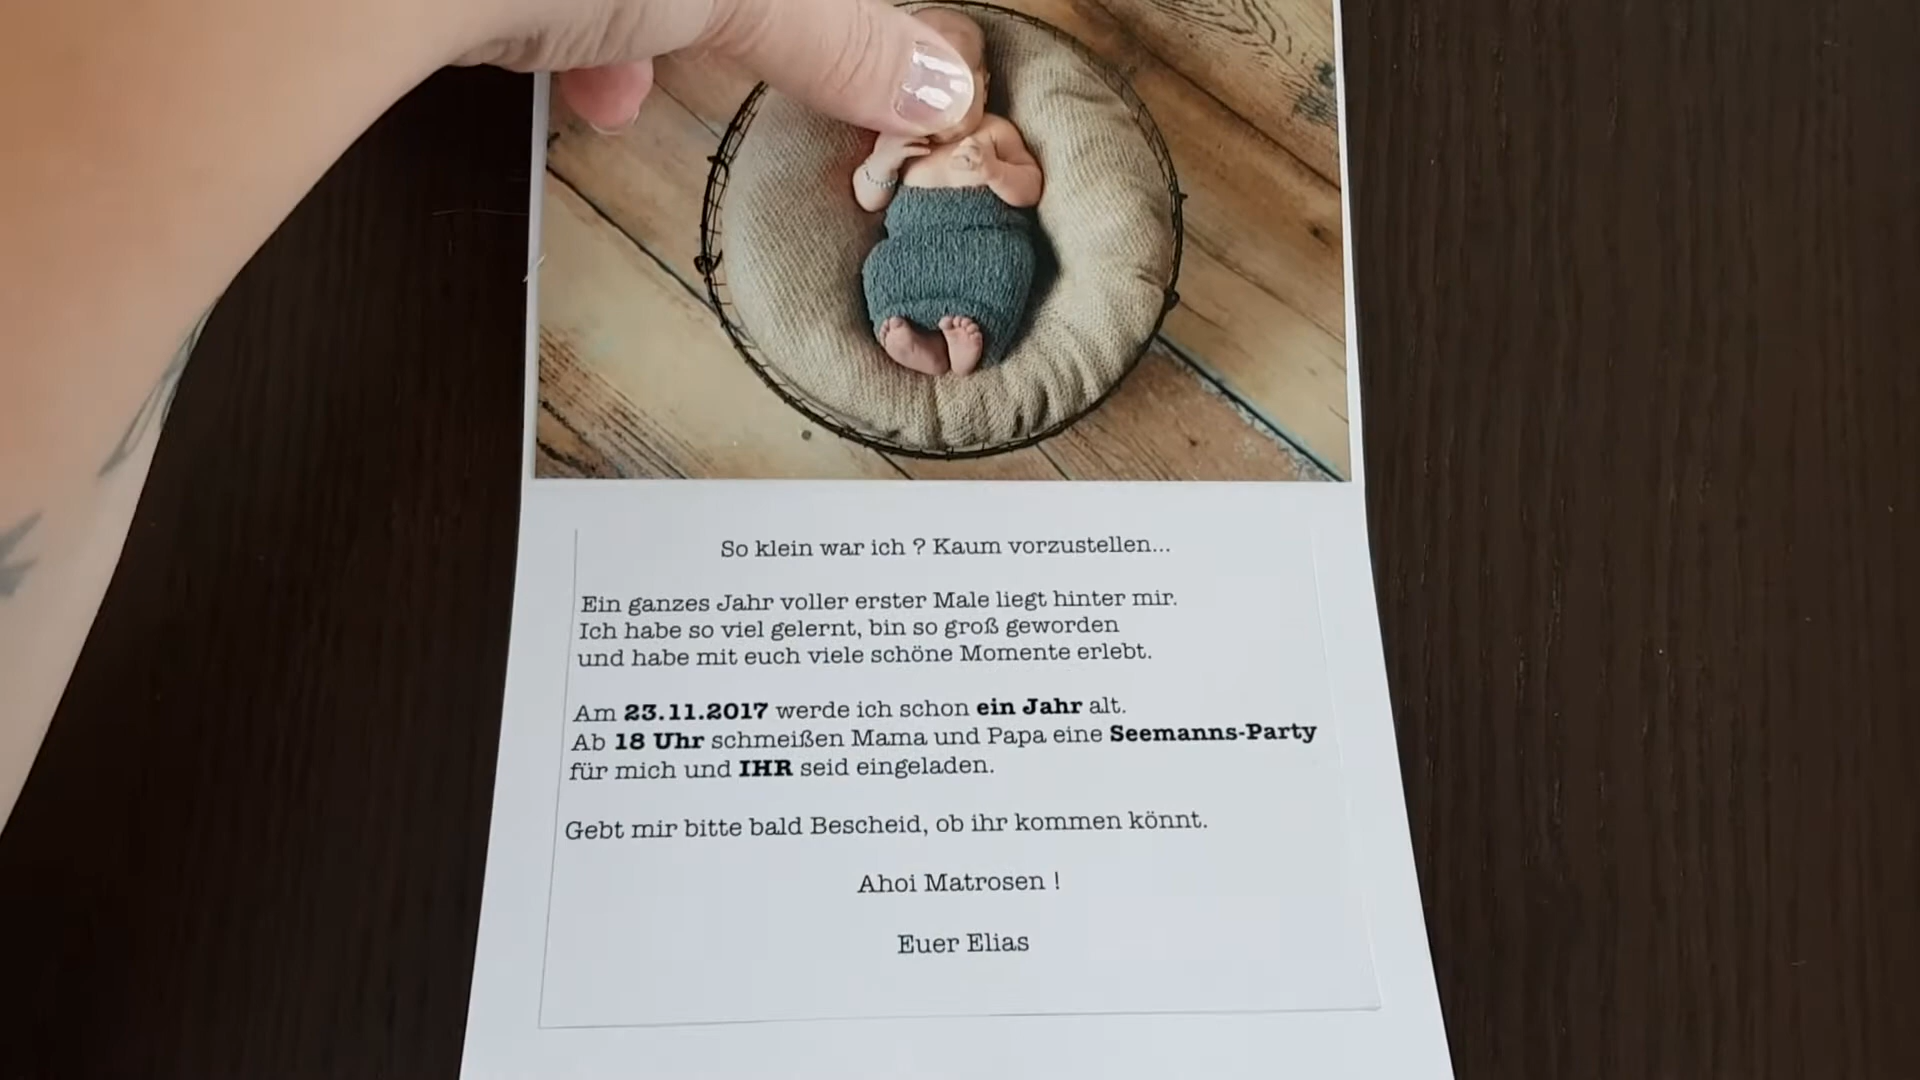 So klein war ich ? Kaum vorzustellen...
Ein ganzes Jahr voller erster Male liegt hinter mir.
Ich habe so viel gelernt, bin so groß geworden
und habe mit euch viele schöne Momente erlebt.
Am 23.11.2017 werde ich schon ein Jahr alt.
Ab 18 Uhr schmeißen Mama und Papa eine Seemanns-Party
für mich und IHR seid eingeladen.
Gebt mir bitte bald Bescheid, ob ihr kommen könnt.
Ahoi Matrosen !
Euer Elias